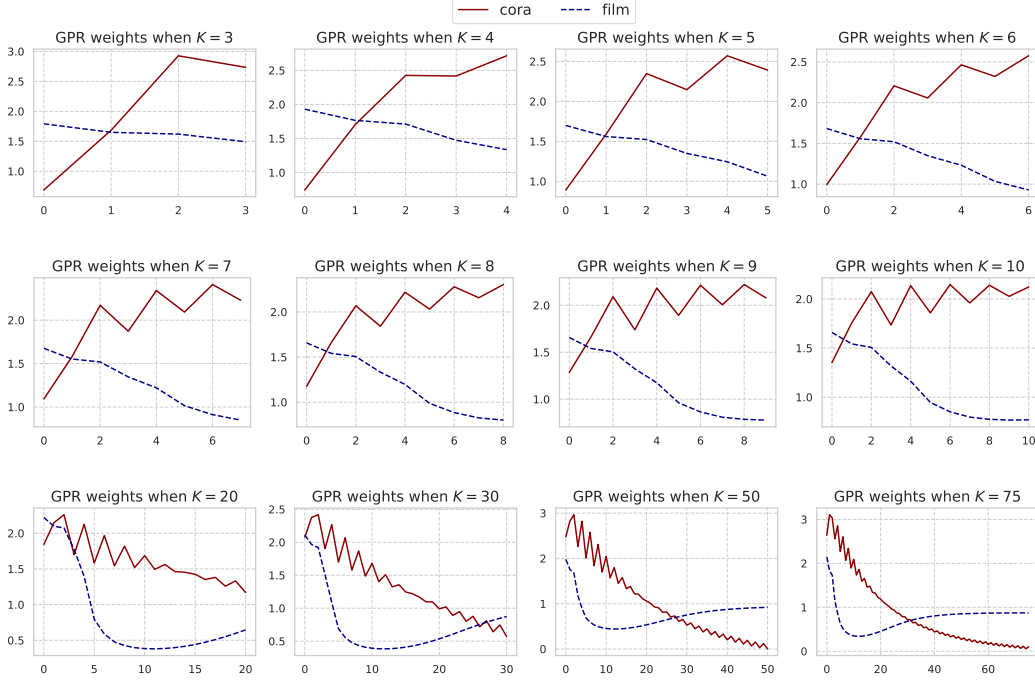 cora film
GPR weights when K = 3
3.0
2.5
2.0
1.5
1.0
0 1 2 3
GPR weights when K = 4
2.5
2.0
1.5
1.0
0 1 2 3 4
GPR weights when K = 5
2.5
2.0
1.5
1.0
0 1 2 3 4 5
GPR weights when K = 6
2.5
2.0
1.5
1.0
0 2 4 6
GPR weights when K = 7
2.0
1.5
1.0
0 2 4 6
GPR weights when K = 8
2.0
1.5
1.0
0 2 4 6 8
GPR weights when K = 9
2.0
1.5
1.0
0 2 4 6 8
GPR weights when K = 10
2.0
1.5
1.0
0 2 4 6 8 10
GPR weights when K = 20
2.0
1.5
1.0
0.5
0 5 10 15 20
GPR weights when K = 30
2.5
2.0
1.5
1.0
0.5
0 10 20 30
GPR weights when K = 50
3
2
1
0
0 10 20 30 40 50
GPR weights when K = 75
3
2
1
0
0 20 40 60